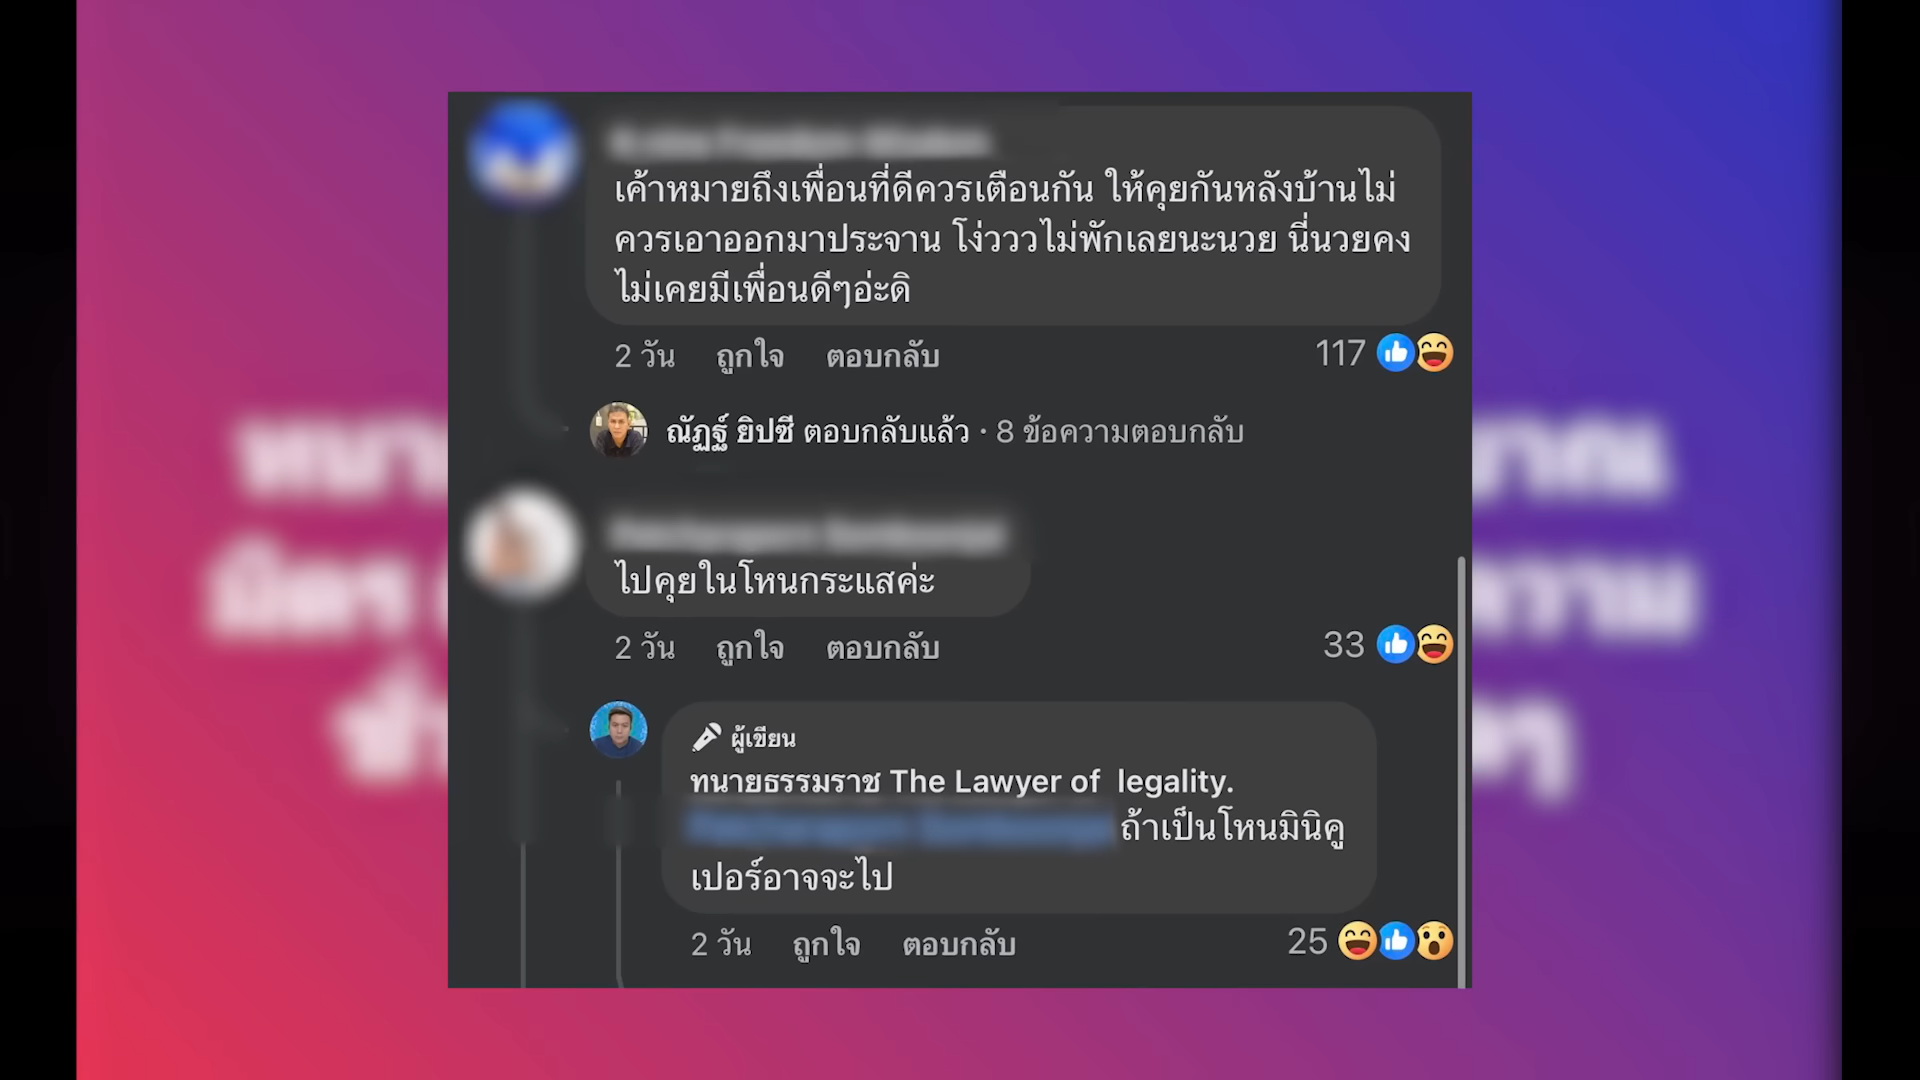 เค้าหมายถึงเพื่อนที่ดีควรเตือนกัน ให้คุยกันหลังบ้านไม่
ควรเอาออกมาประจาน โง่วววไม่พักเลยนะนวย นี่นวยคง
ไม่เคยมีเพื่อนดีๆอ่ะดิ
2 วัน ถูกใจ ตอบกลับ 117
ณัฏฐ์ ยิปซี ตอบกลับแล้ว · 8 ข้อความตอบกลับ
ไปคุยในโหนกระแสค่ะ
2 วัน ถูกใจ ตอบกลับ 33
ผู้เขียน
ทนายธรรมราช The Lawyer of legality.
ถ้าเป็นโหนมินิคู
เปอร์อาจจะไป
2 วัน ถูกใจ ตอบกลับ 25